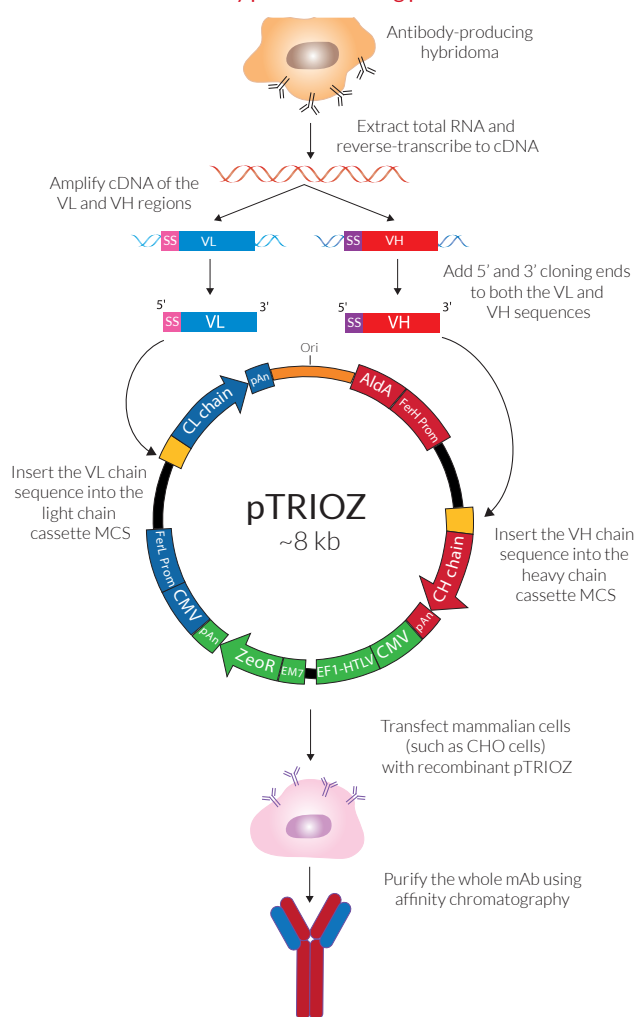 Antibody-producing
hybridoma
Extract total RNA and
reverse-transcribe to cDNA
Amplify cDNA of the
VL and VH regions
SS VL
SS VH
Add 5’ and 3’ cloning ends
to both the VL and
VH sequences
5' 3'
SS VL
5' 3'
SS VH
Ori
pAn
CL chain
AldA
FerH Prom
Insert the VL chain
sequence into the
light chain
cassette MCS
pTRIOZ
~8 kb
Insert the VH chain
sequence into the
heavy chain
cassette MCS
CH chain
pAn
CMV
EF1-HTLV
EM7
ZeoR
pAn
CMV
FerL Prom
Transfect mammalian cells
(such as CHO cells)
with recombinant pTRIOZ
Purify the whole mAb using
affinity chromatography